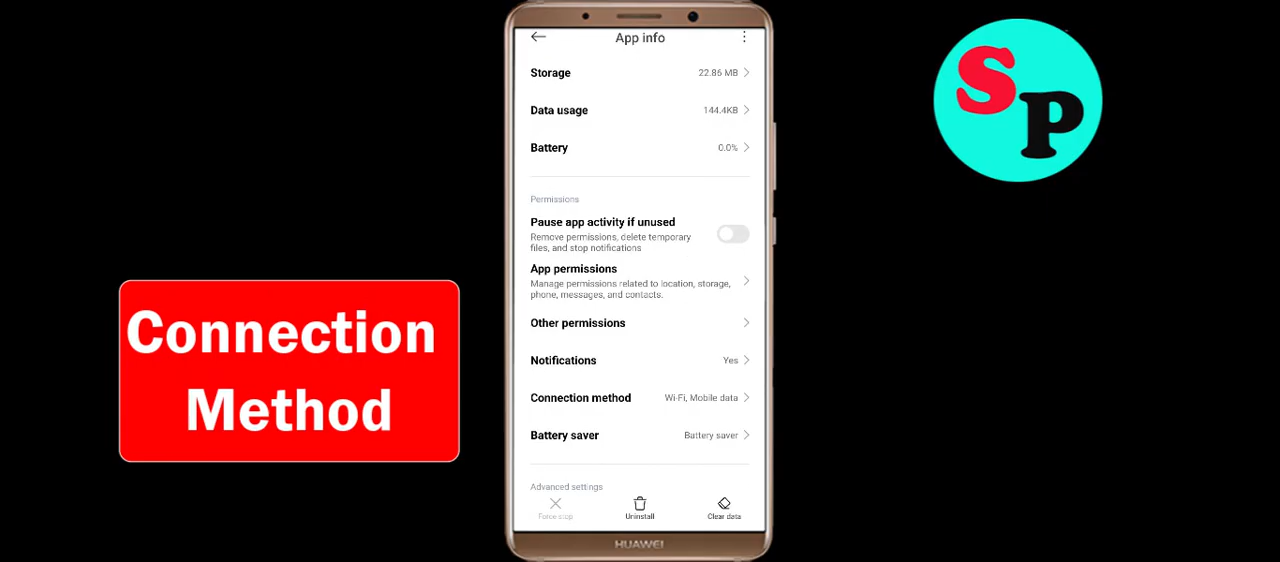 App info
Storage 22.86 MB
Data usage 144.4KB
Battery 0.0%
Permissions
Pause app activity if unused
Remove permissions, delete temporary
files, and stop notifications
App permissions
Manage permissions related to location, storage,
phone, messages, and contacts.
Other permissions
Notifications Yes
Connection method Wi-Fi, Mobile data
Battery saver Battery saver
Advanced settings
Force stop Uninstall Clear data
HUAWEI
Connection
Method
SP